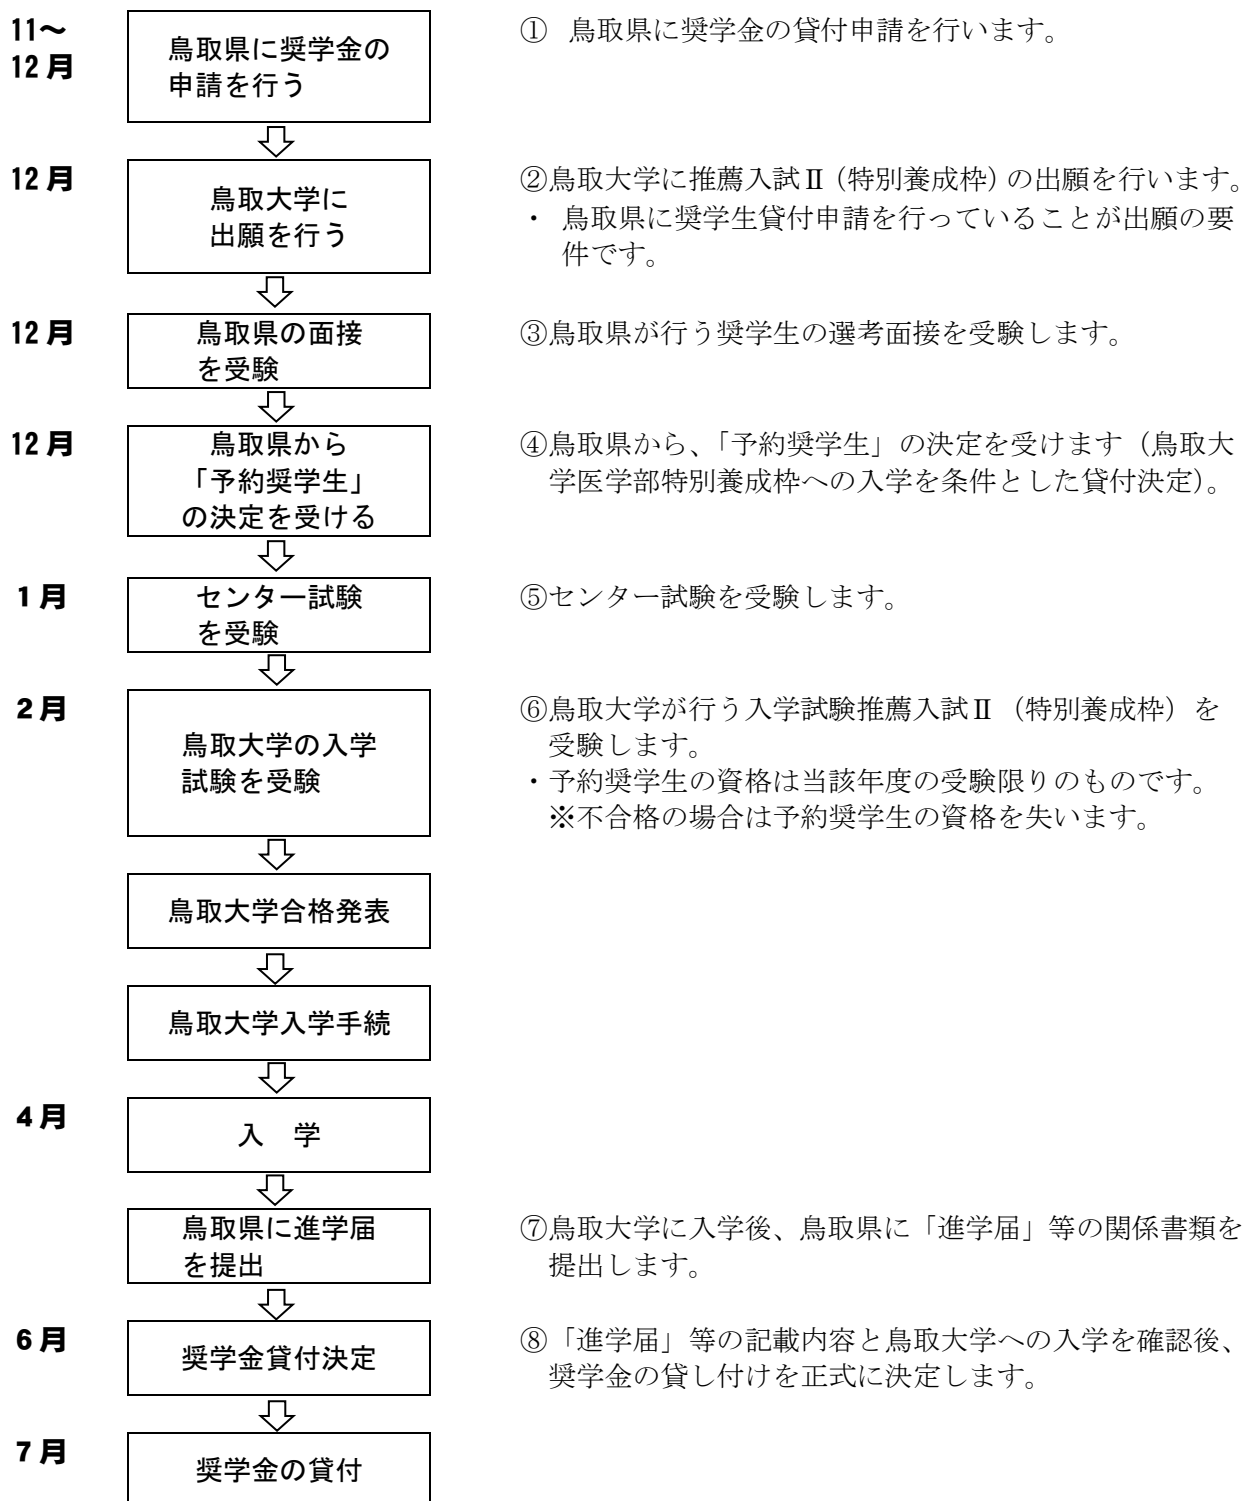 11～
12月
鳥取県に奨学金の
申請を行う
① 鳥取県に奨学金の貸付申請を行います。
12月
鳥取大学に
出願を行う
②鳥取大学に推薦入試Ⅱ（特別養成枠）の出願を行います。
・ 鳥取県に奨学生貸付申請を行っていることが出願の要
件です。
12月
鳥取県の面接
を受験
③鳥取県が行う奨学生の選考面接を受験します。
12月
鳥取県から
「予約奨学生」
の決定を受ける
④鳥取県から、「予約奨学生」の決定を受けます（鳥取大
学医学部特別養成枠への入学を条件とした貸付決定）。
1月
センター試験
を受験
⑤センター試験を受験します。
2月
鳥取大学の入学
試験を受験
⑥鳥取大学が行う入学試験推薦入試Ⅱ（特別養成枠）を
受験します。
・予約奨学生の資格は当該年度の受験限りのものです。
※不合格の場合は予約奨学生の資格を失います。
鳥取大学合格発表
鳥取大学入学手続
4月
入　学
鳥取県に進学届
を提出
⑦鳥取大学に入学後、鳥取県に「進学届」等の関係書類を
提出します。
6月
奨学金貸付決定
⑧「進学届」等の記載内容と鳥取大学への入学を確認後、
奨学金の貸し付けを正式に決定します。
7月
奨学金の貸付